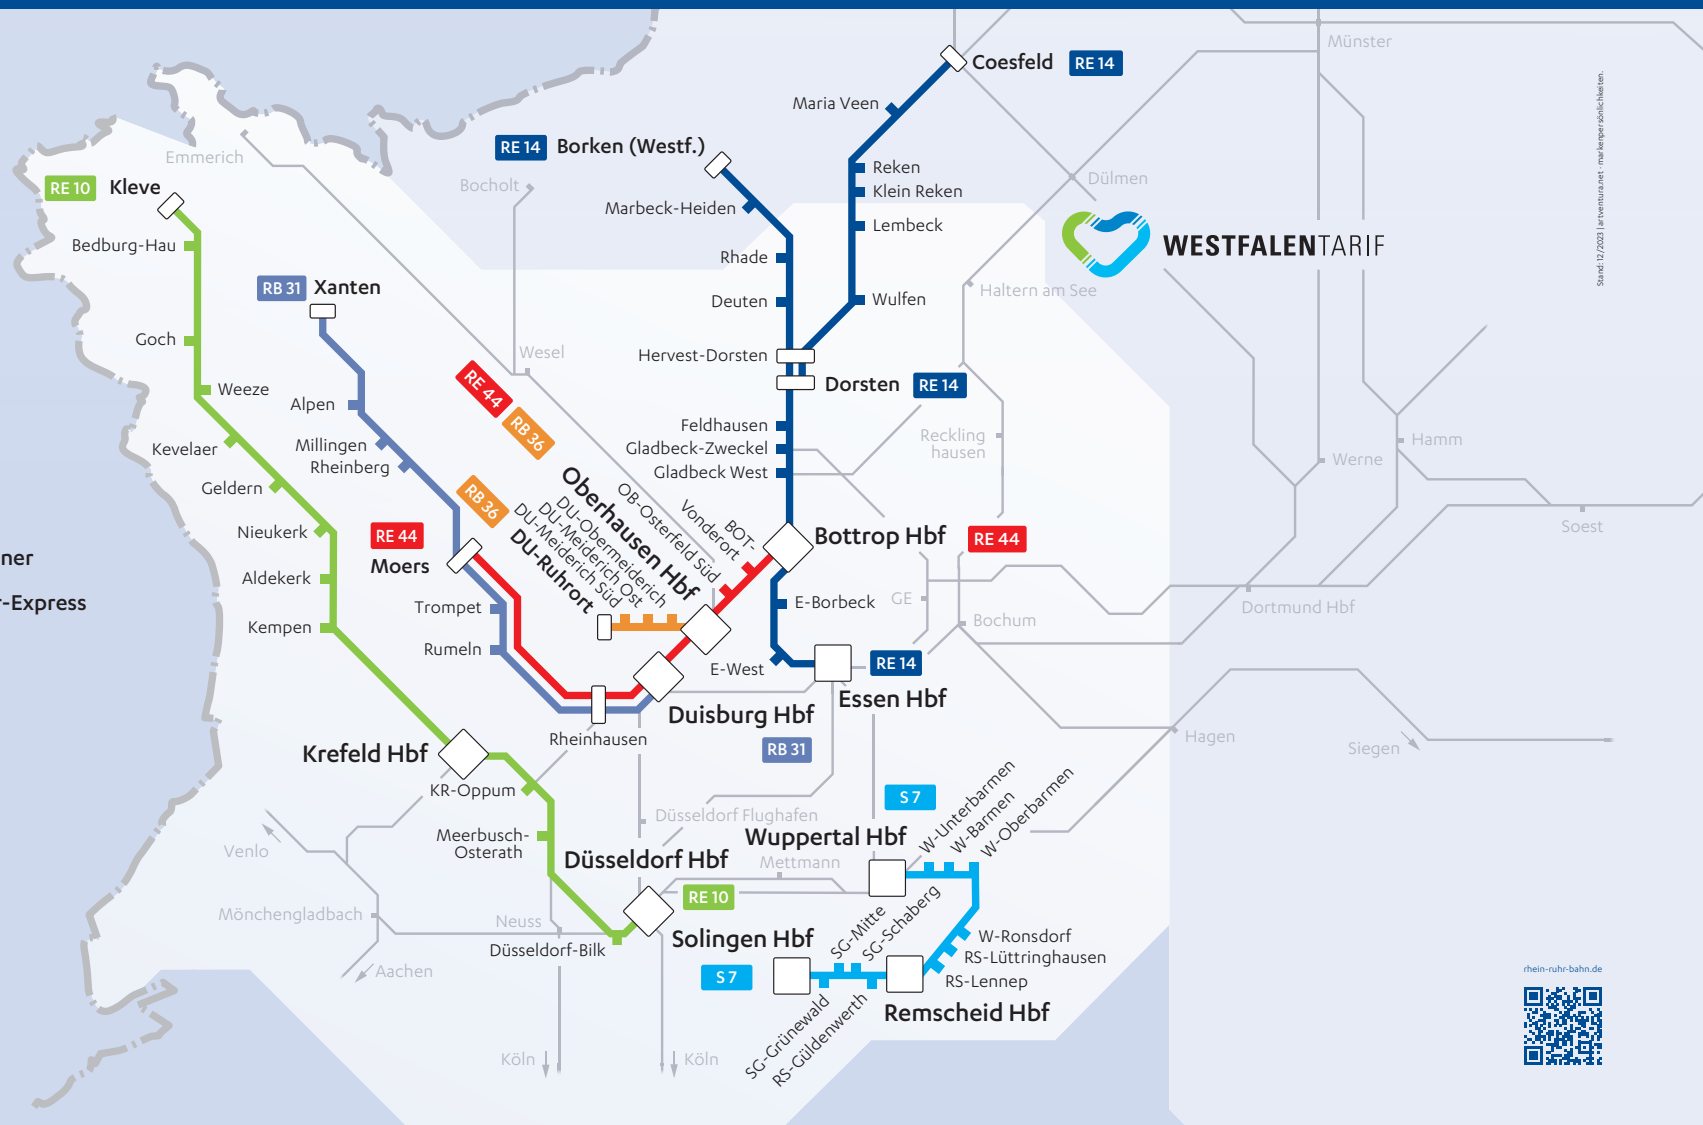 Münster
Coesfeld
RE 14
Maria Veen
RE 14
Borken (Westf.)
Emmerich
Reken
Dülmen
Bocholt
Klein Reken
RE 10
Kleve
Marbeck-Heiden
Lembeck
Bedburg-Hau
WESTFALENTARIF
Rhade
RB 31
Xanten
Deuten
Wulfen
Haltern am See
Goch
Wesel
Hervest-Dorsten
Dorsten
RE 14
Weeze
RE 44
RB 36
Alpen
Feldhausen
Reckling
hausen
Hamm
Kevelaer
Millingen
Rheinberg
Gladbeck-Zweckel
Gladbeck West
Werne
Geldern
RB 36
Oberhausen Hbf
OB-Osterfeld Süd
BOT-
Vonderort
DU-Obermeiderich
DU-Meiderich Ost
DU-Meiderich Süd
DU-Ruhrort
Nieukerk
RE 44
Moers
Bottrop Hbf
RE 44
Soest
ner
Aldekerk
r-Express
Trompet
E-Borbeck
GE
Dortmund Hbf
Kempen
Bochum
Rumeln
E-West
RE 14
Essen Hbf
Duisburg Hbf
Rheinhausen
RB 31
Hagen
Siegen
Krefeld Hbf
KR-Oppum
S 7
W-Unterbarmen
W-Barmen
W-Oberbarmen
Düsseldorf Flughafen
Meerbusch-
Osterath
Wuppertal Hbf
Venlo
Düsseldorf Hbf
Mettmann
RE 10
Mönchengladbach
Neuss
SG-Mitte
SG-Schaberg
Düsseldorf-Bilk
Solingen Hbf
W-Ronsdorf
RS-Lüttringhausen
Aachen
S 7
RS-Lennep
Remscheid Hbf
SG-Grünewald
RS-Güldenwerth
Köln
Köln
Stand: 12/2023 | artventura.net - markenpersönlichkeiten.
rhein-ruhr-bahn.de